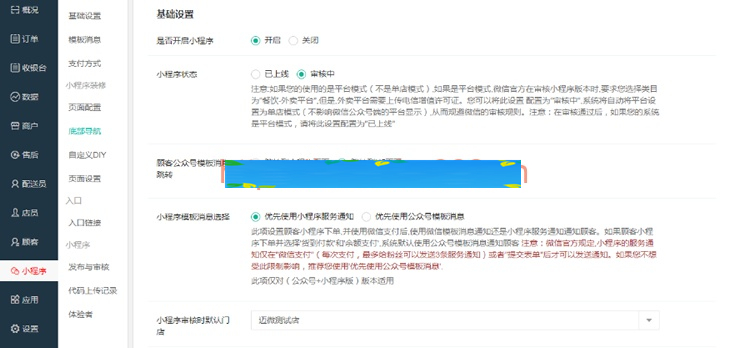 概况
订单
收银台
数据
商户
售后
配送员
店员
顾客
小程序
应用
设置
基础设置
模板消息
支付方式
小程序装修
页面配置
底部导航
自定义DIY
页面设置
入口
入口链接
小程序
发布与审核
代码上传记录
体验者
基础设置
是否开启小程序
开启
关闭
小程序状态
已上线
审核中
注意:如果您的使用的是平台模式（不是单店模式）,如果是平台模式,微信官方在审核小程序版本时,要求您选择类目
为"餐饮-外卖平台",但是,外卖平台需要上传电信增值许可证。您可以将此设置 配置为"审核中",系统将自动将平台设
置为单店模式（不影响微信公众号端的平台显示）,从而规避微信的审核规则。注意：在审核通过后，如果您的系统
是平台模式，请将此设置配置为"已上线"
顾客公众号模板消息
跳转
小程序模板消息选择
优先使用小程序服务通知
优先使用公众号模板消息
此项设置顾客小程序下单,并使用微信支付后,使用微信模板消息通知还是小程序服务通知通知顾客。如果顾客小程
序下单并选择'货到付款'和'余额支付',系统默认使用公众号模板消息通知顾客 注意：微信官方规定,小程序的服务通
知仅在"微信支付"（每次支付，最多给粉丝可以发送3条服务通知）或者"提交表单"后才可以发送通知。如果您不想
受此限制影响，推荐您使用'优先使用公众号模板消息'.
此项仅对（公众号+小程序版）版本适用
小程序审核时默认门
店
迈微测试店